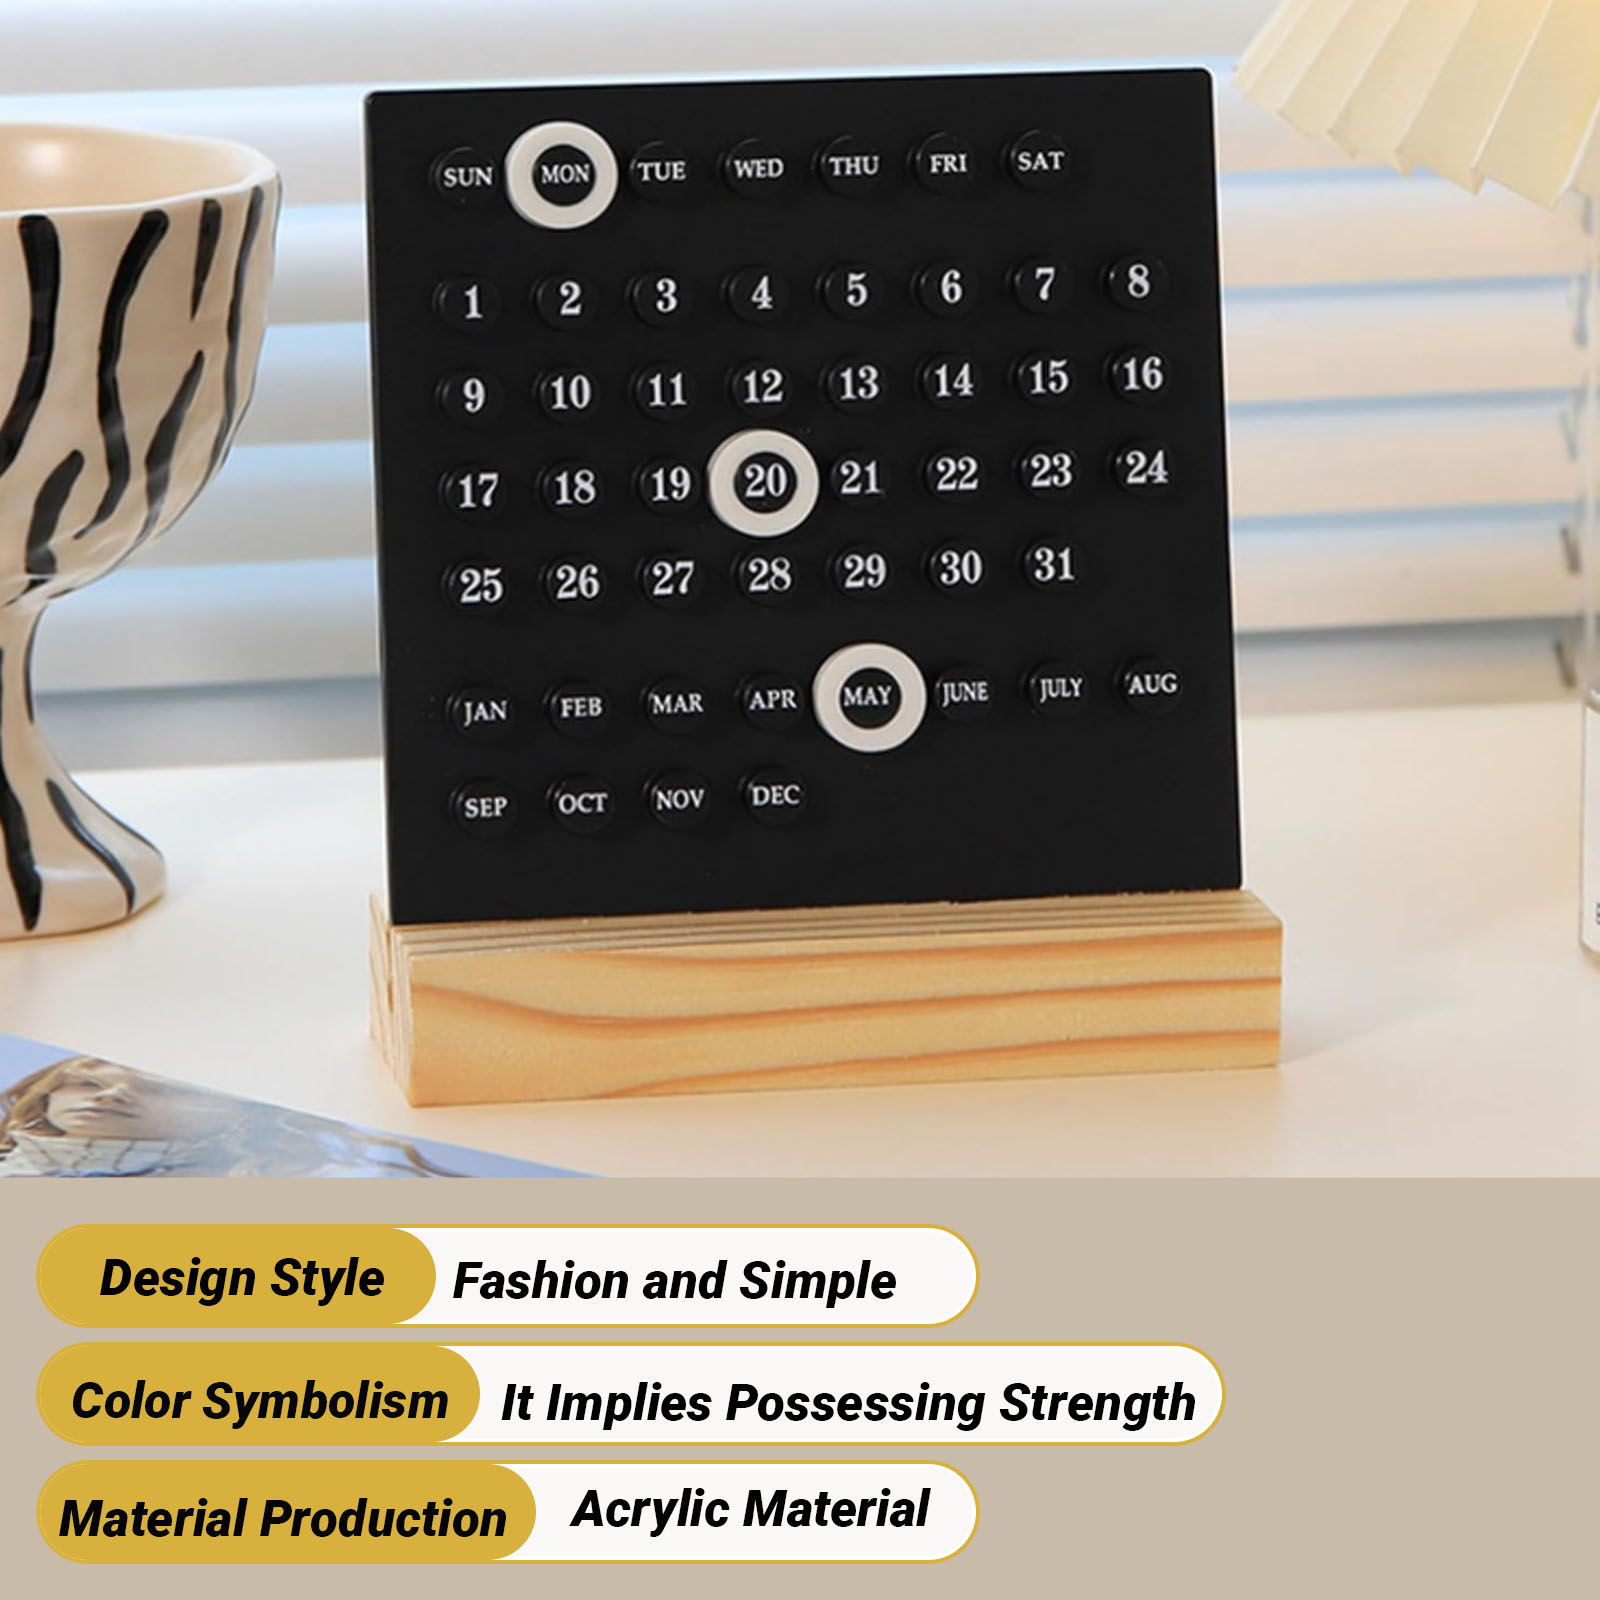 SUN MON TUE WED THU FRI SAT
1 2 3 4 5 6 7 8
9 10 11 12 13 14 15 16
17 18 19 20 21 22 23 24
25 26 27 28 29 30 31
JAN FEB MAR APR MAY JUNE JULY AUG
SEP OCT NOV DEC
Design Style Fashion and Simple
Color Symbolism It Implies Possessing Strength
Material Production Acrylic Material